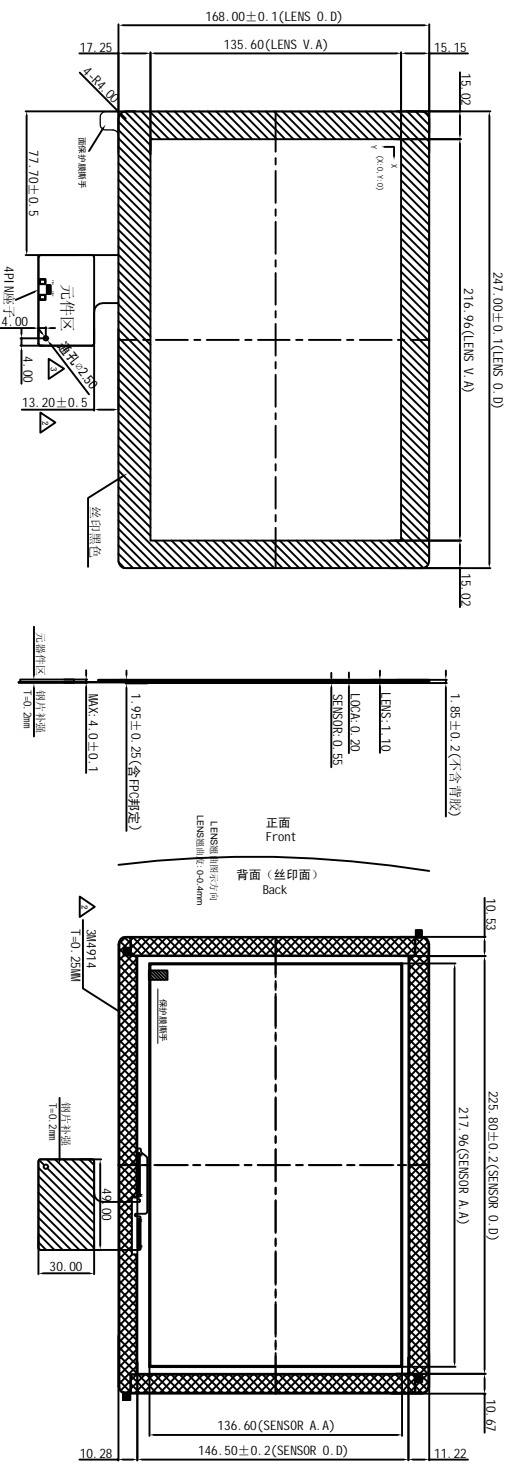 168.00±0.1(LENS O.D)
17.25
135.60(LENS V.A)
15.15
4-R4.00
面保护膜撕手
77.70±0.5
15.02
247.00±0.1(LENS O.D)
216.96(LENS V.A)
15.02
X
Y
(X:0,Y:0)
元件区
4PIN座子
4.00
4.00
通孔⌀2.50
3
13.20±0.5
2
丝印黑色
元器件区
钢片补强
T=0.2mm
MAX:4.0±0.1
1.95±0.25(含FPC邦定)
SENSOR:0.55
LOCA:0.20
LENS:1.10
1.85±0.2(不含背胶)
正面
Front
背面（丝印面）
Back
LENS翘曲图示方向
LENS翘曲度: 0-0.4mm
10.53
225.80±0.2(SENSOR O.D)
217.96(SENSOR A.A)
10.67
2
3M4914
T=0.25MM
保护膜撕手
钢片补强
T=0.2mm
49.00
30.00
136.60(SENSOR A.A)
10.28
146.50±0.2(SENSOR O.D)
11.22